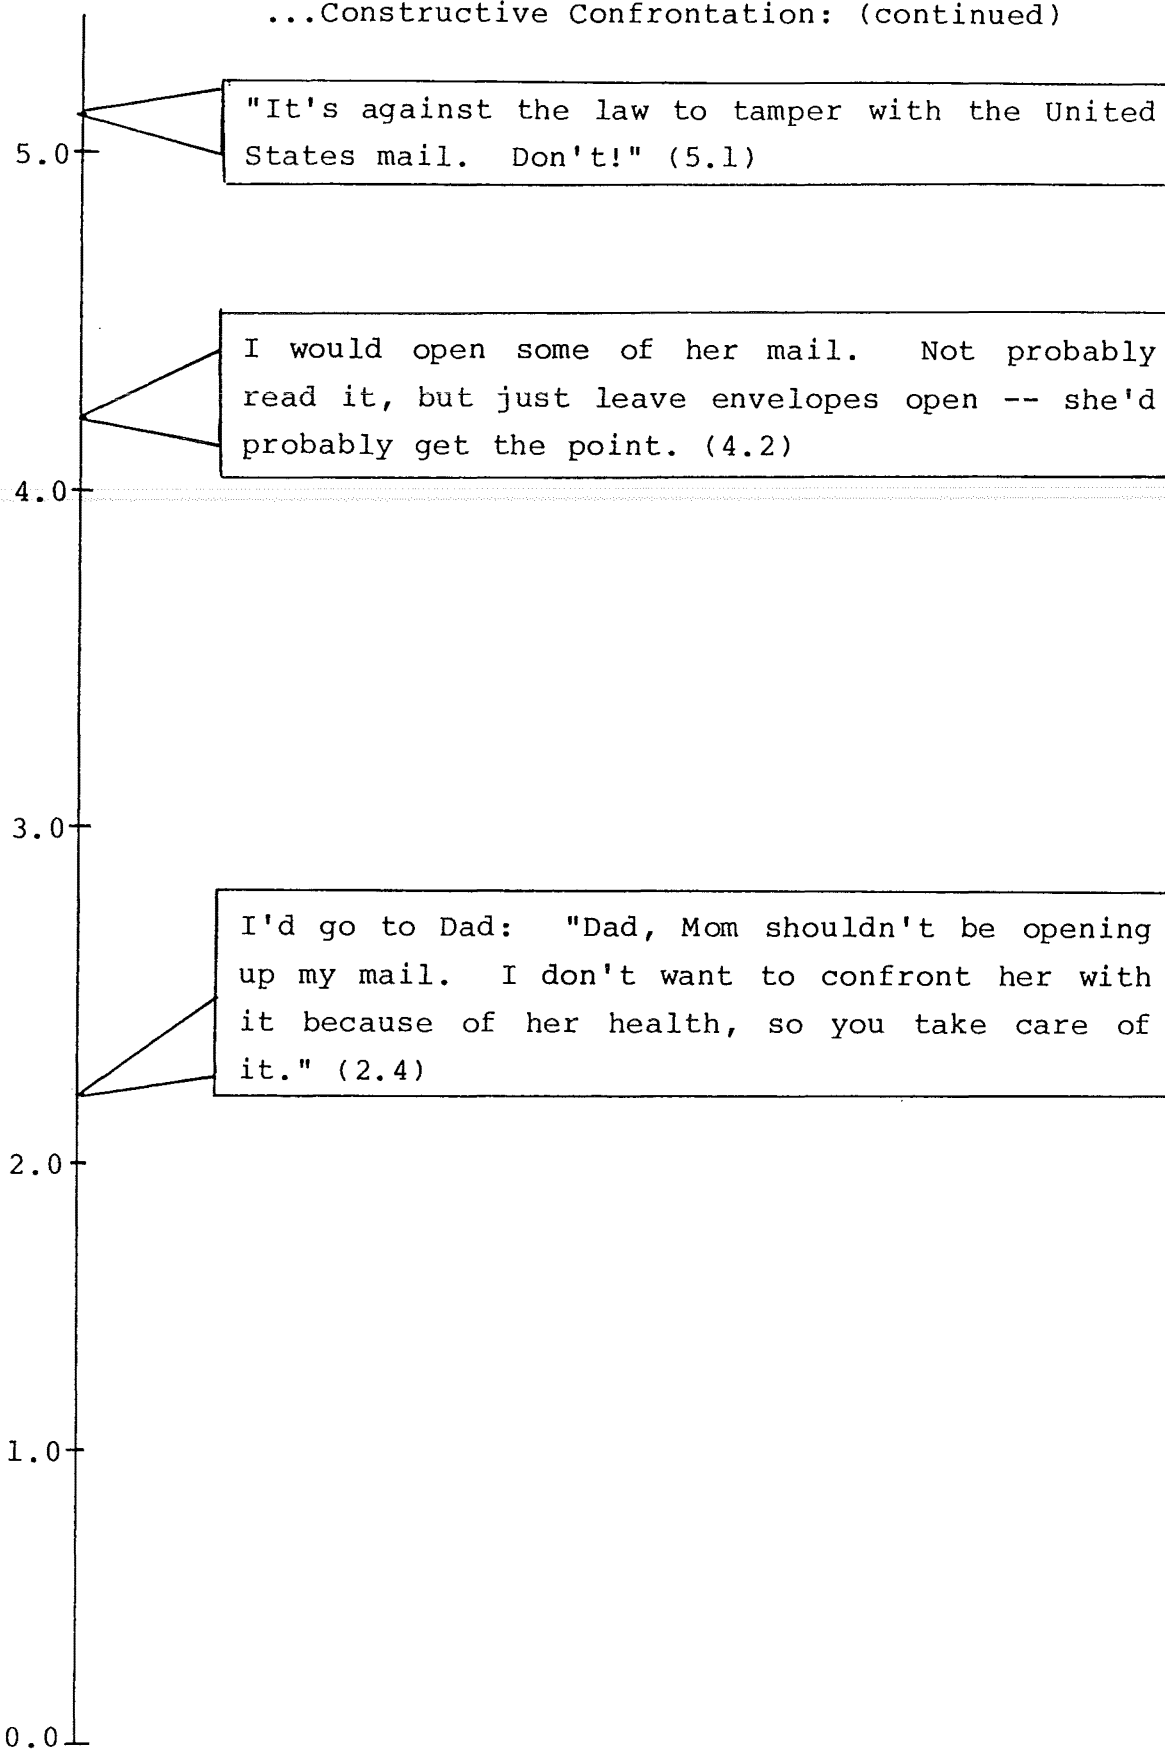 ...Constructive Confrontation: (continued)
"It's against the law to tamper with the United
States mail. Don't!" (5.1)
5.0
I would open some of her mail. Not probably
read it, but just leave envelopes open -- she'd
probably get the point. (4.2)
4.0
3.0
I'd go to Dad: "Dad, Mom shouldn't be opening
up my mail. I don't want to confront her with
it because of her health, so you take care of
it." (2.4)
2.0
1.0
0.0